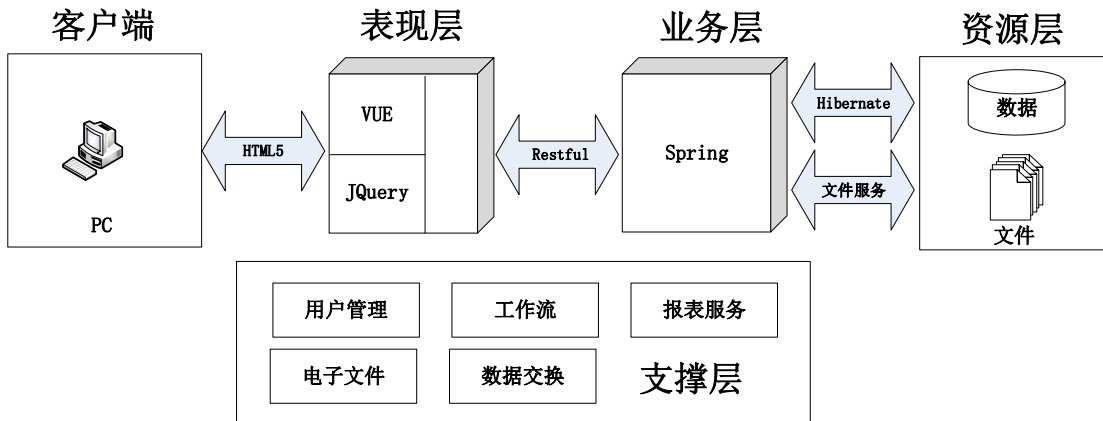 客户端
表现层
业务层
资源层
PC
HTML5
VUE
JQuery
Restful
Spring
Hibernate
文件服务
数据
文件
用户管理
工作流
报表服务
电子文件
数据交换
支撑层